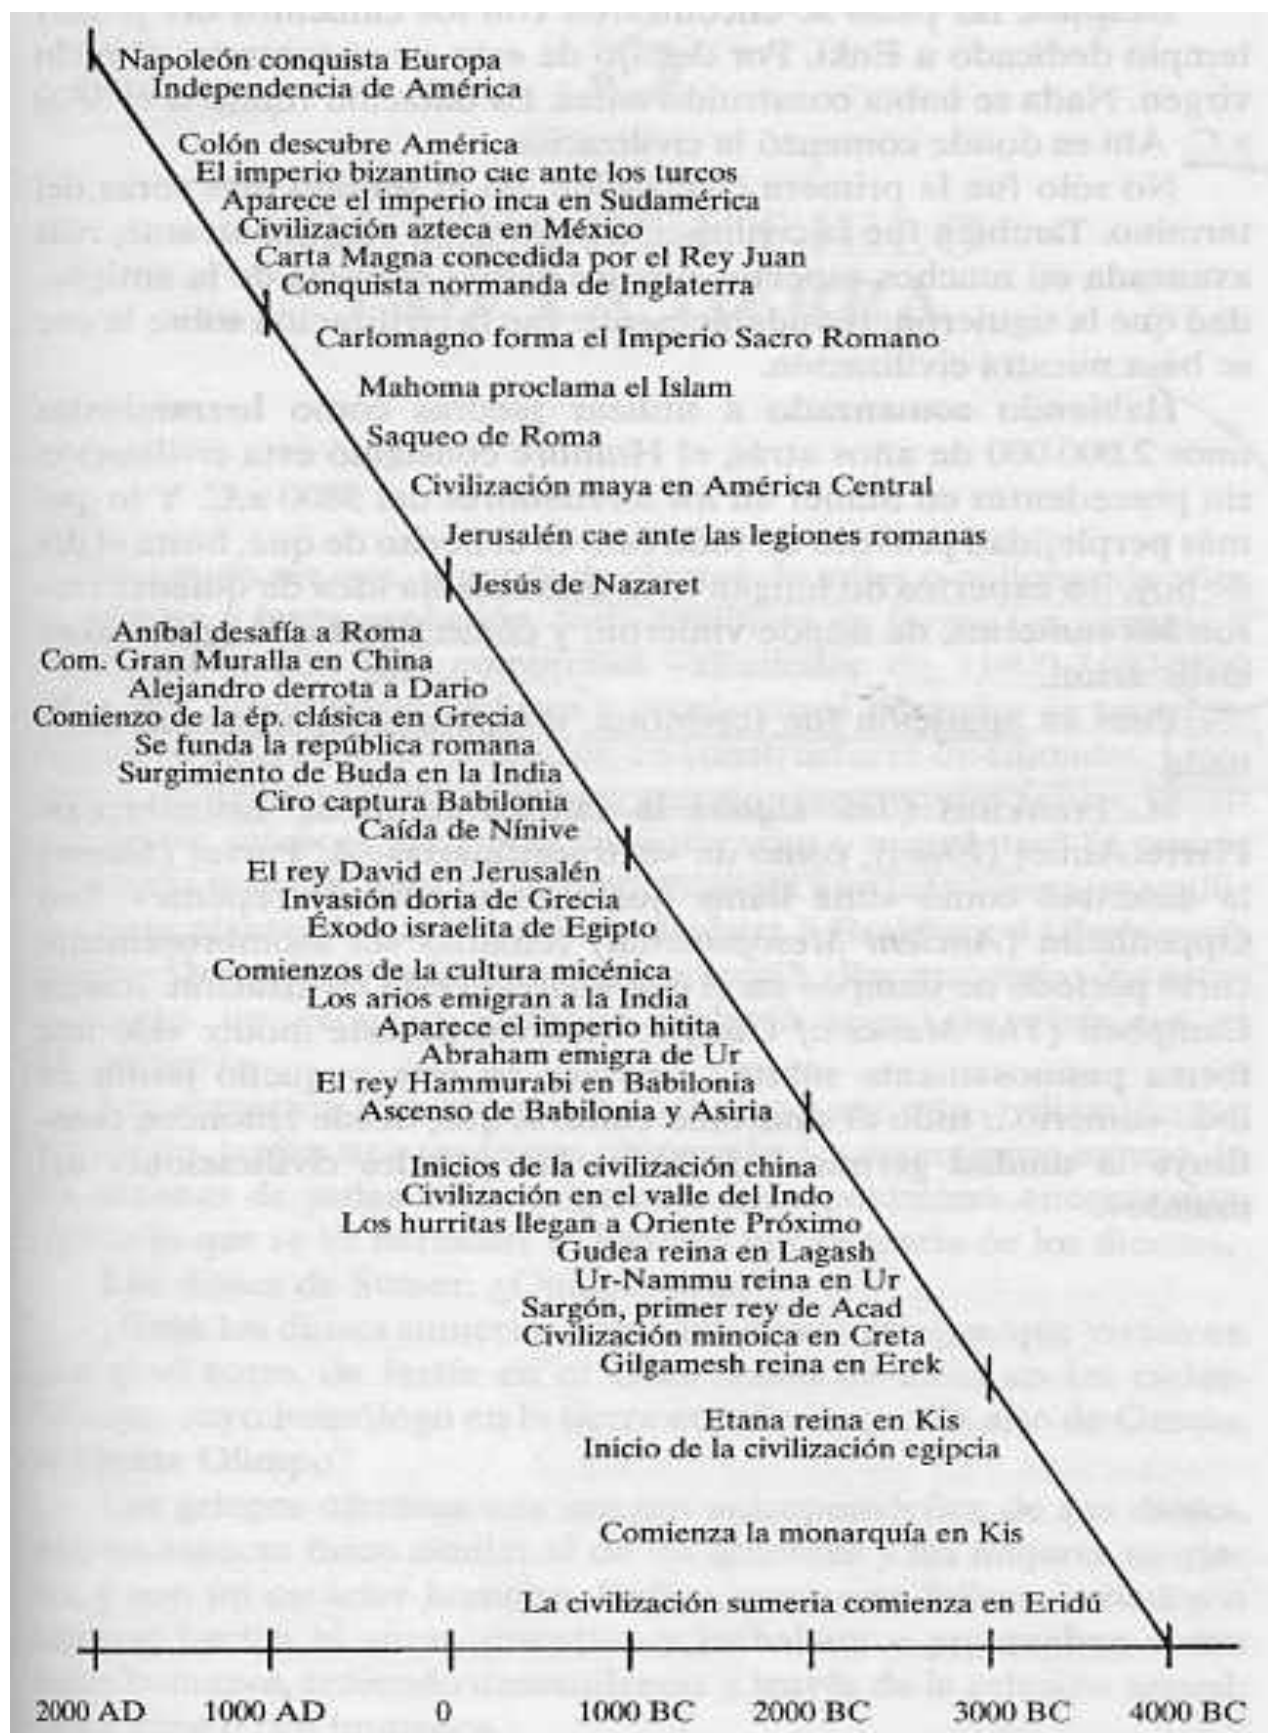 Napoleón conquista Europa
Independencia de América
Colón descubre América
El imperio bizantino cae ante los turcos
Aparece el imperio inca en Sudamérica
Civilización azteca en México
Carta Magna concedida por el Rey Juan
Conquista normanda de Inglaterra
Carlomagno forma el Imperio Sacro Romano
Mahoma proclama el Islam
Saqueo de Roma
Civilización maya en América Central
Jerusalén cae ante las legiones romanas
Jesús de Nazaret
Aníbal desafía a Roma
Com. Gran Muralla en China
Alejandro derrota a Dario
Comienzo de la ép. clásica en Grecia
Se funda la república romana
Surgimiento de Buda en la India
Ciro captura Babilonia
Caída de Nínive
El rey David en Jerusalén
Invasión doria de Grecia
Éxodo israelita de Egipto
Comienzos de la cultura micénica
Los arios emigran a la India
Aparece el imperio hitita
Abraham emigra de Ur
El rey Hammurabi en Babilonia
Ascenso de Babilonia y Asiria
Inicios de la civilización china
Civilización en el valle del Indo
Los hurritas llegan a Oriente Próximo
Gudea reina en Lagash
Ur-Nammu reina en Ur
Sargón, primer rey de Acad
Civilización minoica en Creta
Gilgamesh reina en Erek
Etana reina en Kis
Inicio de la civilización egipcia
Comienza la monarquía en Kis
La civilización sumeria comienza en Eridú
2000 AD 1000 AD 0 1000 BC 2000 BC 3000 BC 4000 BC